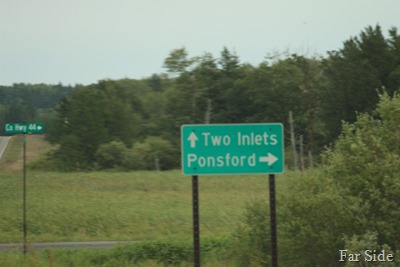 Co Hwy 44 →
↑ Two Inlets
Ponsford →
Far Side